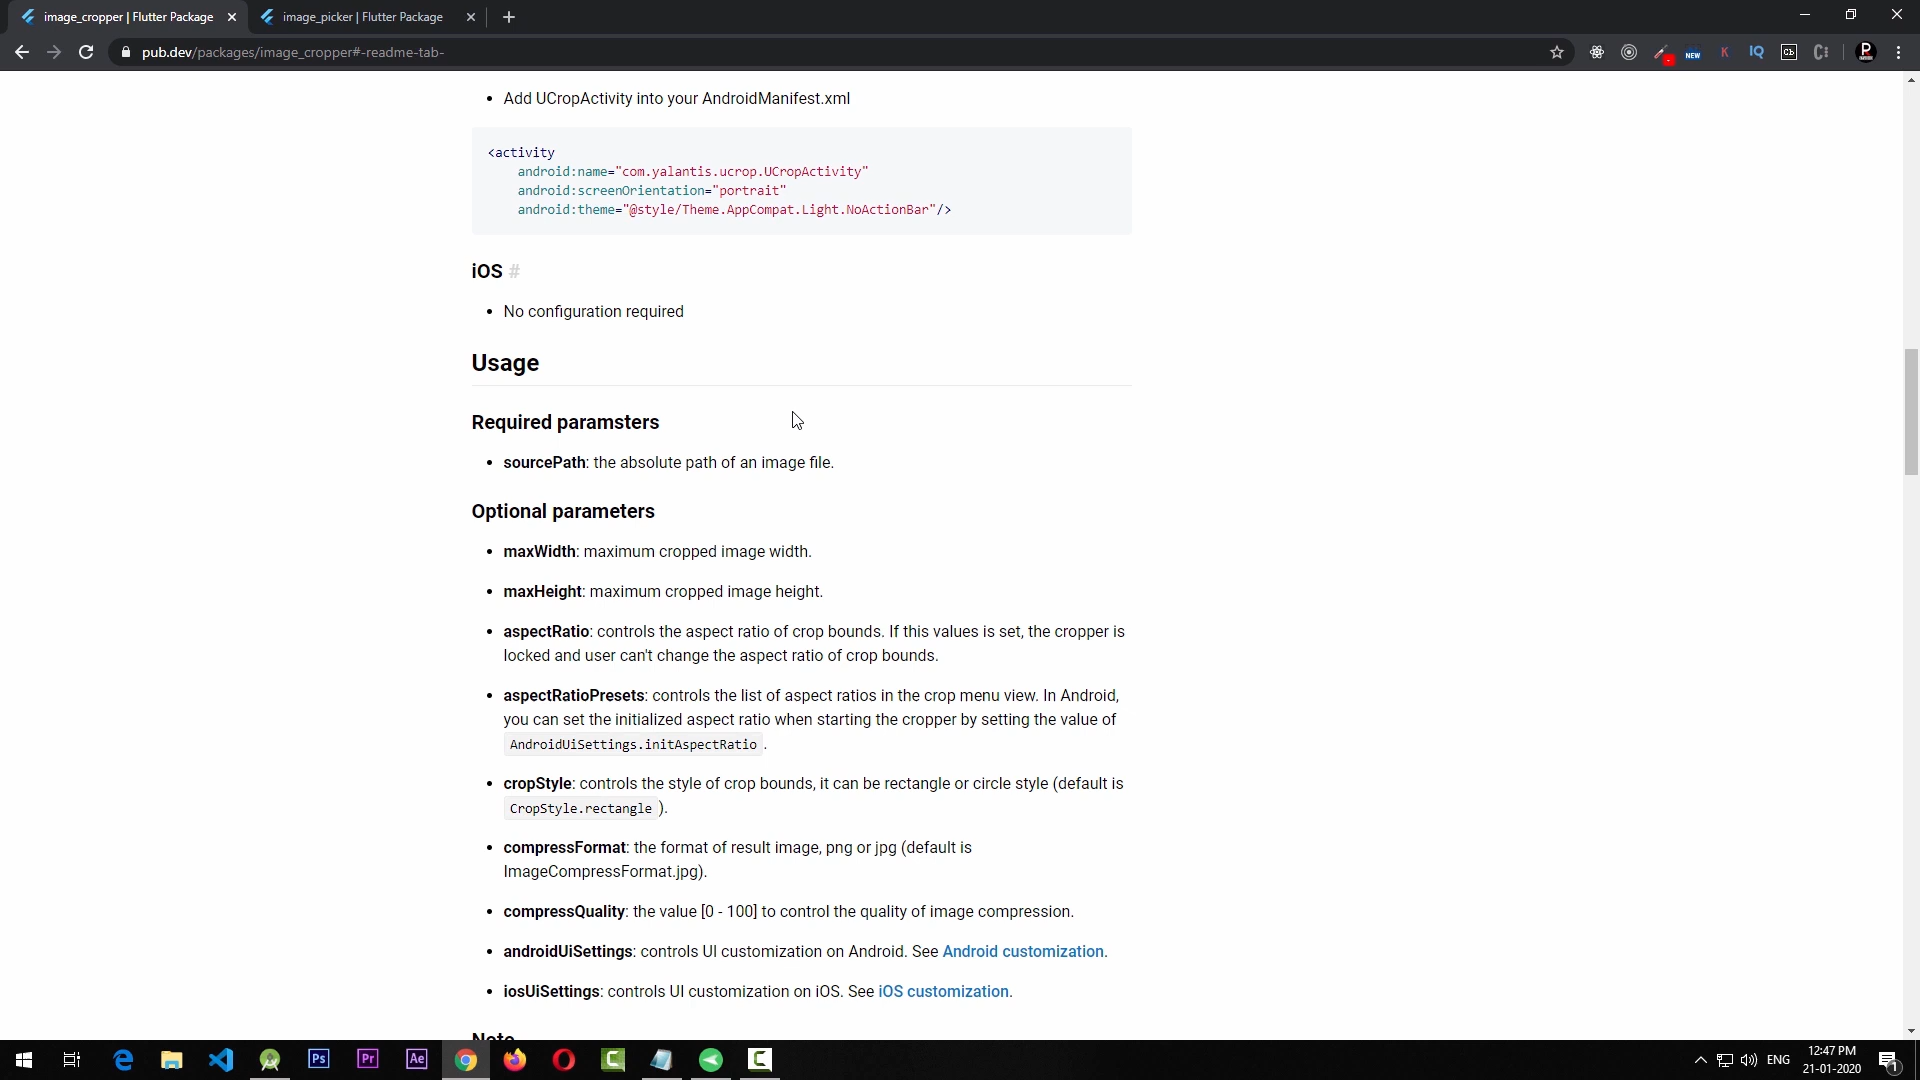 image_cropper | Flutter Package
image_picker | Flutter Package
pub.dev/packages/image_cropper#-readme-tab-
NEW
K
IQ
Cb
P
Add UCropActivity into your AndroidManifest.xml
<activity
android:name="com.yalantis.ucrop.UCropActivity"
android:screenOrientation="portrait"
android:theme="@style/Theme.AppCompat.Light.NoActionBar"/>
iOS #
No configuration required
Usage
Required paramsters
sourcePath: the absolute path of an image file.
Optional parameters
maxWidth: maximum cropped image width.
maxHeight: maximum cropped image height.
aspectRatio: controls the aspect ratio of crop bounds. If this values is set, the cropper is
locked and user can't change the aspect ratio of crop bounds.
aspectRatioPresets: controls the list of aspect ratios in the crop menu view. In Android,
you can set the initialized aspect ratio when starting the cropper by setting the value of
AndroidUiSettings.initAspectRatio .
cropStyle: controls the style of crop bounds, it can be rectangle or circle style (default is
CropStyle.rectangle ).
compressFormat: the format of result image, png or jpg (default is
ImageCompressFormat.jpg).
compressQuality: the value [0 - 100] to control the quality of image compression.
androidUiSettings: controls UI customization on Android. See Android customization.
iosUiSettings: controls UI customization on iOS. See iOS customization.
Note
Ps
Pr
Ae
ENG
12:47 PM
21-01-2020
1